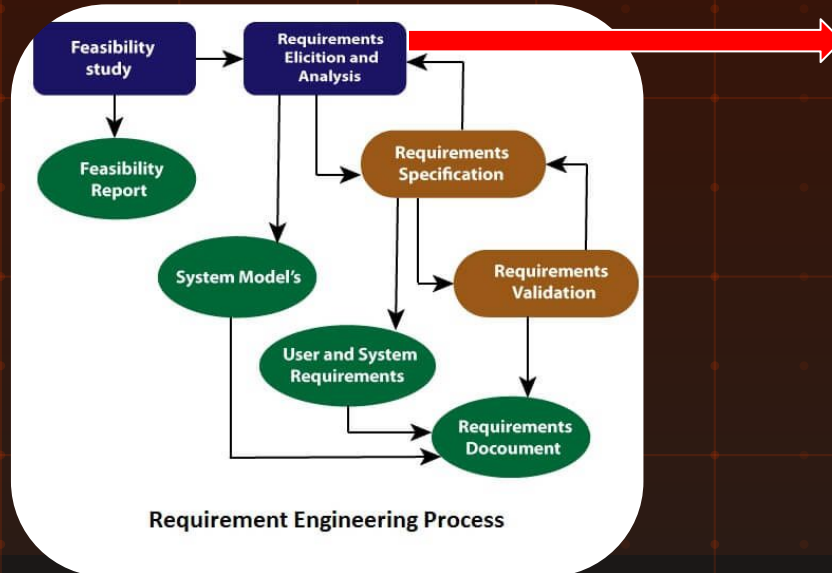 Feasibility
study
Requirements
Elicition and
Analysis
Requirements
Specification
Feasibility
Report
System Model's
Requirements
Validation
User and System
Requirements
Requirements
Docoument
Requirement Engineering Process